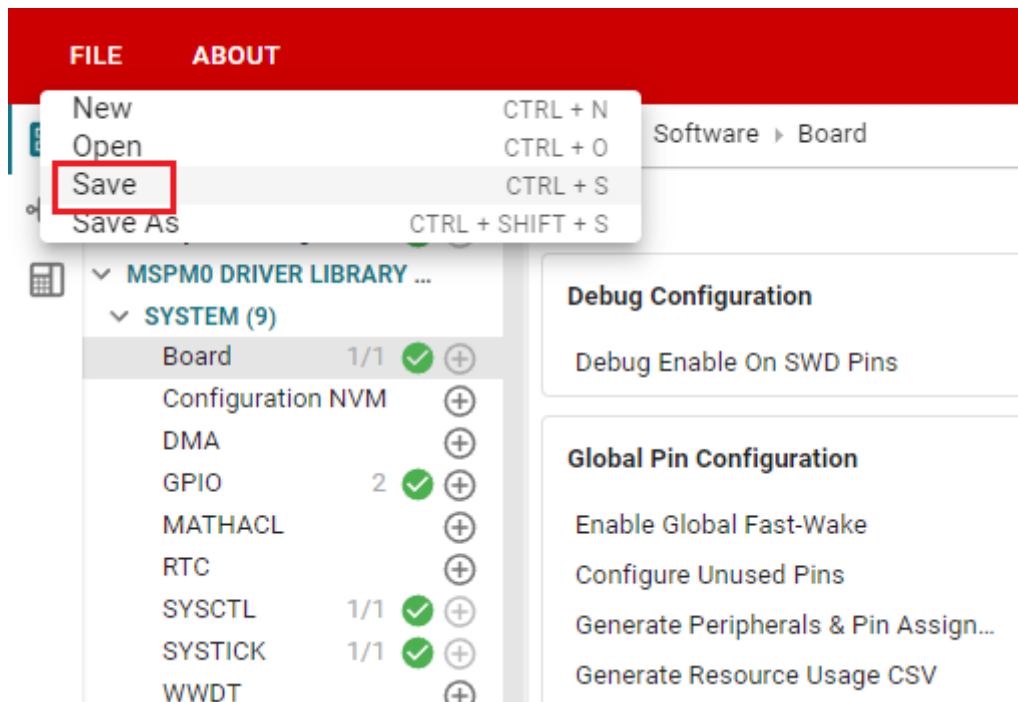 FILE ABOUT
New CTRL + N
Open CTRL + O
Save CTRL + S
Save As CTRL + SHIFT + S
Software Board
MSPM0 DRIVER LIBRARY ...
SYSTEM (9)
Board 1/1
Configuration NVM
DMA
GPIO 2
MATHACL
RTC
SYSCTL 1/1
SYSTICK 1/1
WWDT
Debug Configuration
Debug Enable On SWD Pins
Global Pin Configuration
Enable Global Fast-Wake
Configure Unused Pins
Generate Peripherals & Pin Assign...
Generate Resource Usage CSV